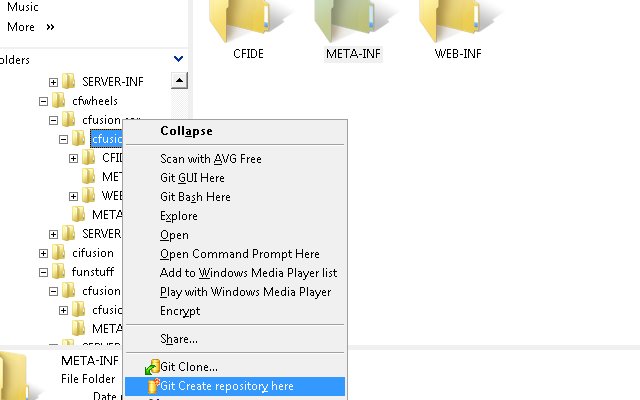 Music
More »
olders
CFIDE
META-INF
WEB-INF
SERVER-INF
cfwheels
cfusion
cfusic
CFI
MET
WEB
META
SERVER
cifusion
funstuff
cfusion
cfusic
META
Collapse
Scan with AVG Free
Git GUI Here
Git Bash Here
Explore
Open
Open Command Prompt Here
Add to Windows Media Player list
Play with Windows Media Player
Encrypt
Share...
Git Clone...
Git Create repository here
META-INF
File Folder
Date